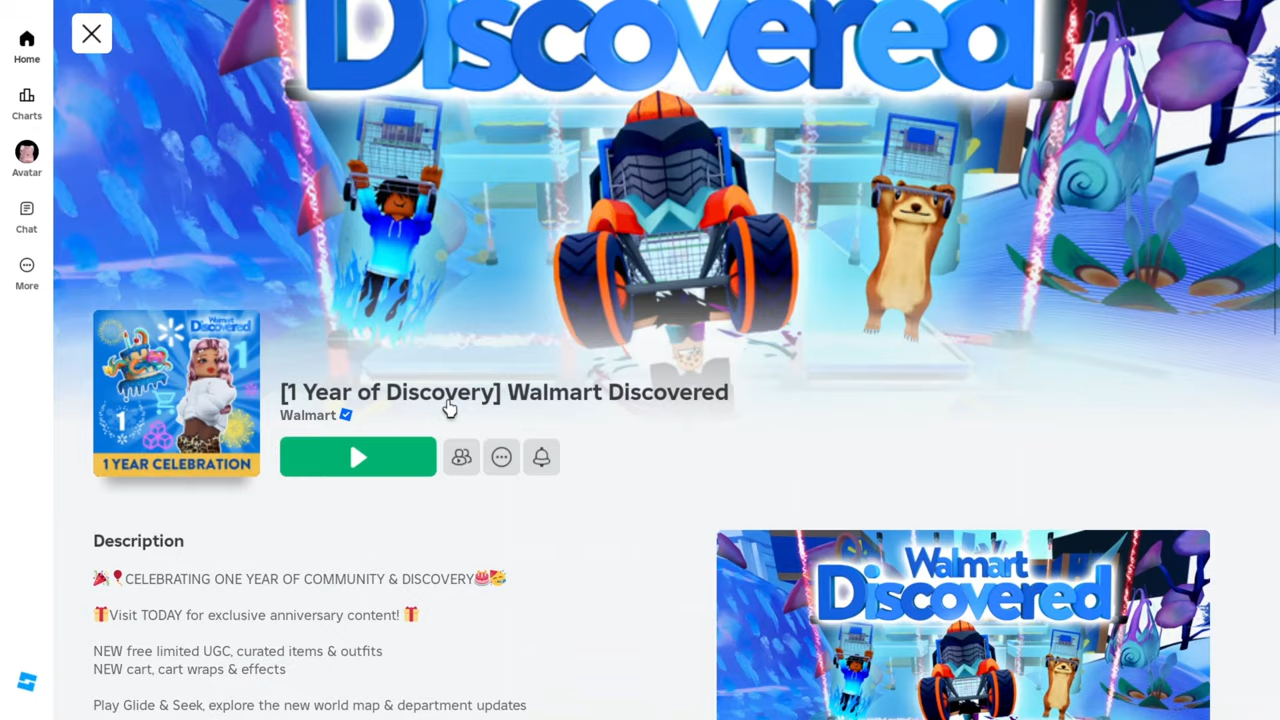 Discovered
Home
Charts
Avatar
Chat
More
Walmart
Discovered
1
1
1 YEAR CELEBRATION
[1 Year of Discovery] Walmart Discovered
Walmart
Description
🎉🎈CELEBRATING ONE YEAR OF COMMUNITY & DISCOVERY🎂🥳
🎁Visit TODAY for exclusive anniversary content! 🎁
NEW free limited UGC, curated items & outfits
NEW cart, cart wraps & effects
Play Glide & Seek, explore the new world map & department updates
Walmart
Discovered